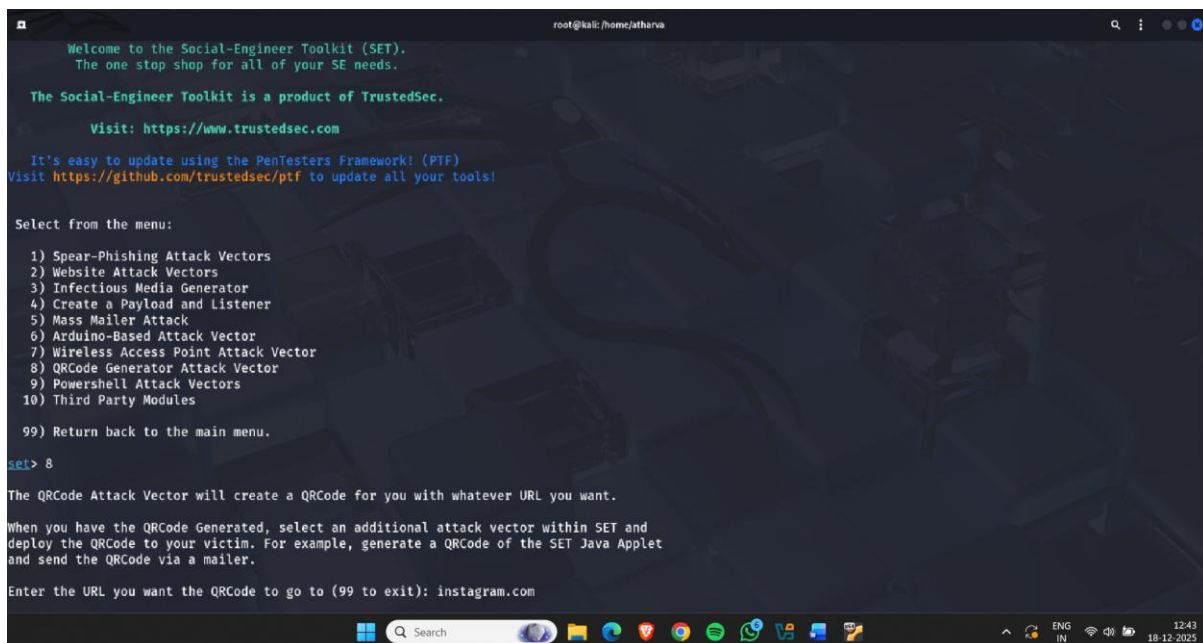 root@kali: /home/atharva
Welcome to the Social-Engineer Toolkit (SET).
The one stop shop for all of your SE needs.
The Social-Engineer Toolkit is a product of TrustedSec.
Visit: https://www.trustedsec.com
It's easy to update using the PenTesters Framework! (PTF)
Visit https://github.com/trustedsec/ptf to update all your tools!
Select from the menu:
1) Spear-Phishing Attack Vectors
2) Website Attack Vectors
3) Infectious Media Generator
4) Create a Payload and Listener
5) Mass Mailer Attack
6) Arduino-Based Attack Vector
7) Wireless Access Point Attack Vector
8) QRCode Generator Attack Vector
9) Powershell Attack Vectors
10) Third Party Modules
99) Return back to the main menu.
set> 8
The QRCode Attack Vector will create a QRCode for you with whatever URL you want.
When you have the QRCode Generated, select an additional attack vector within SET and
deploy the QRCode to your victim. For example, generate a QRCode of the SET Java Applet
and send the QRCode via a mailer.
Enter the URL you want the QRCode to go to (99 to exit): instagram.com
Search
6
ENG
IN
12:43
18-12-2025